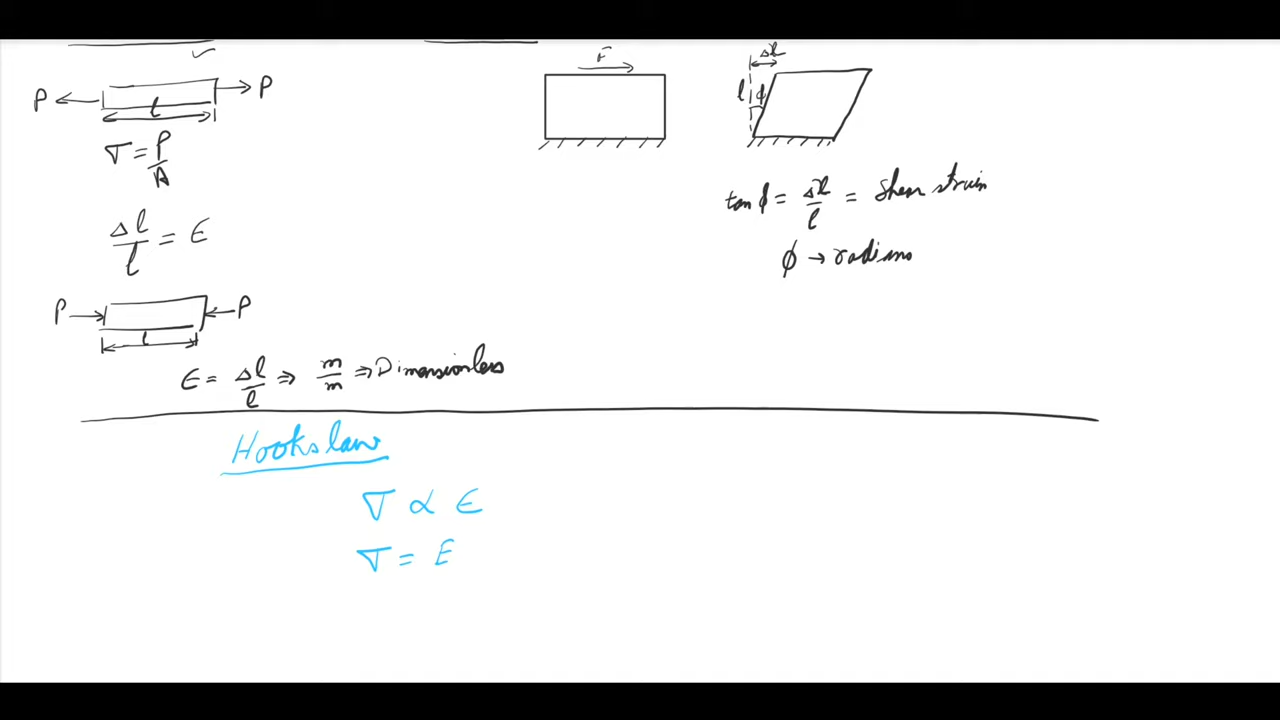 P P
l
σ = P/A
Δl/l = ε
P P
l
ε = Δl/l ⇒ m/m ⇒ Dimensionless
F
Δl
l ϕ
tan ϕ = Δl/l = Shear strain
ϕ → radians
Hooks law
σ ∝ ε
σ = E